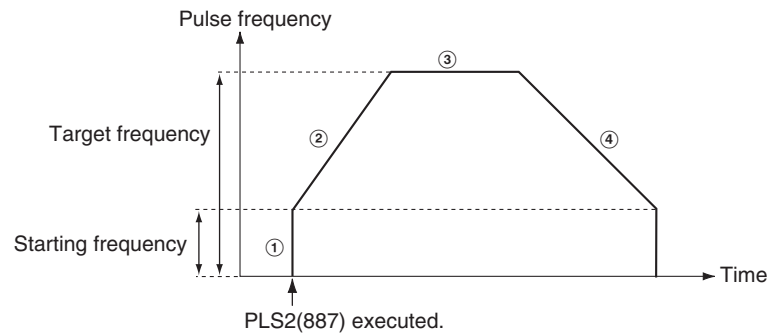 Pulse frequency
③
Target frequency
②
④
Starting frequency
①
Time
PLS2(887) executed.